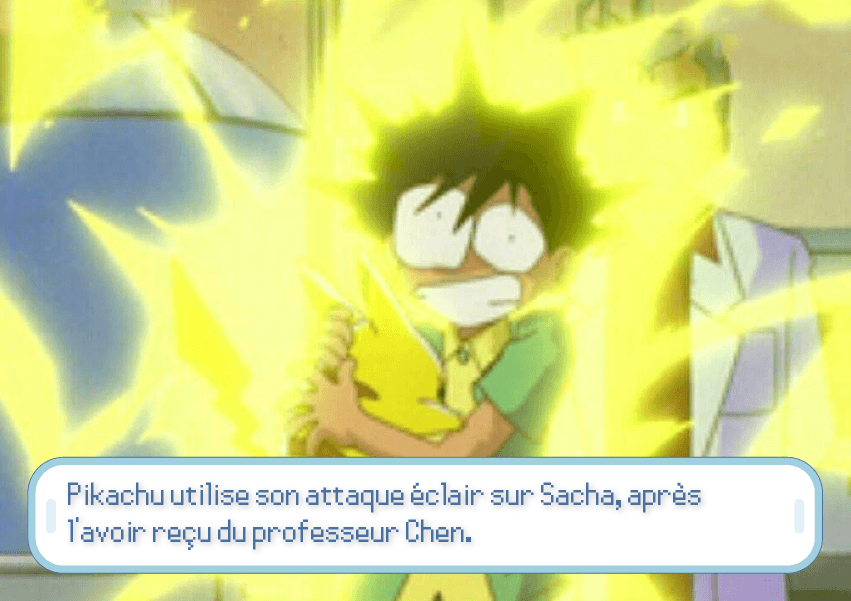 Pikachu utilise son attaque éclair sur Sacha, après
l'avoir reçu du professeur Chen.